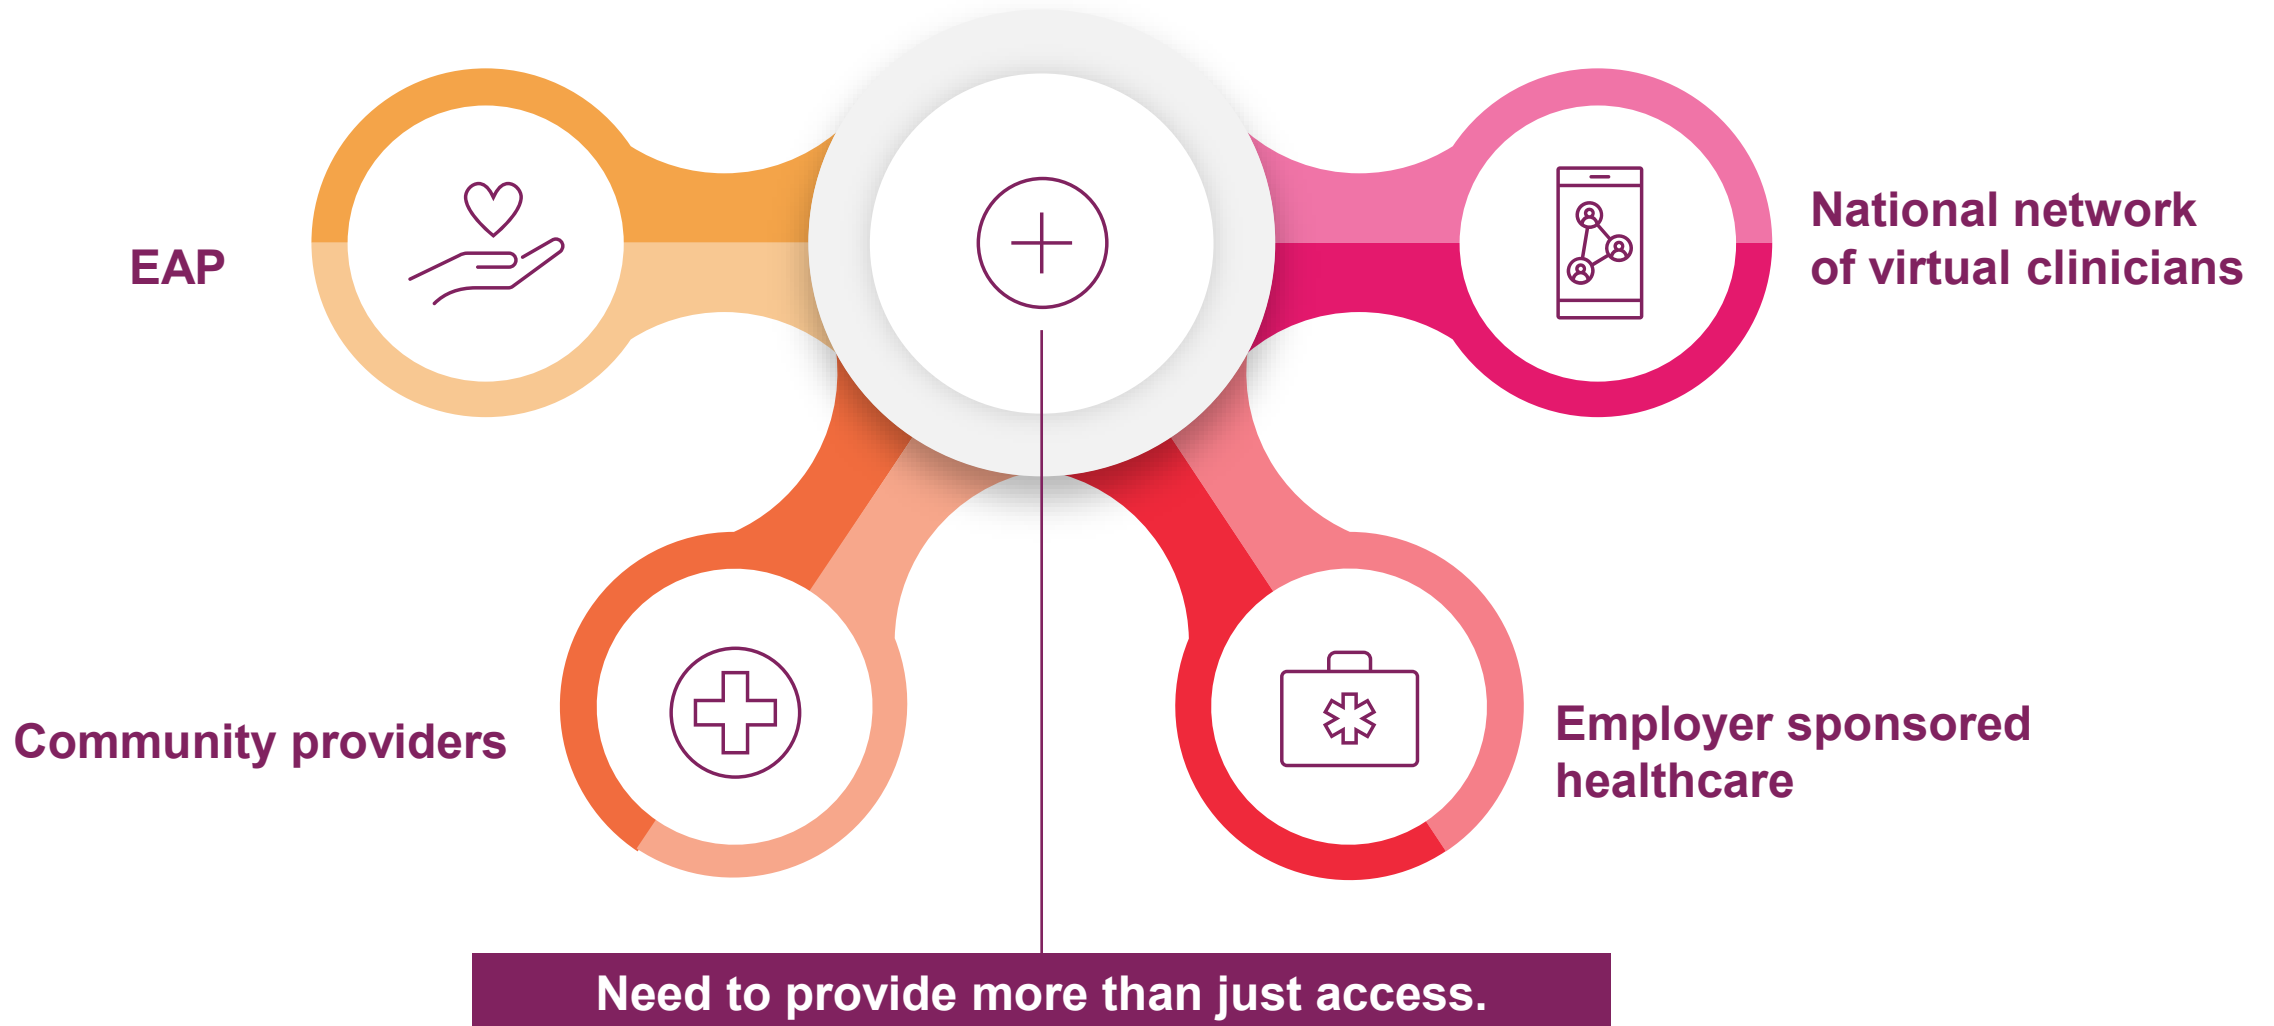 EAP
National network
of virtual clinicians
Community providers
Employer sponsored
healthcare
Need to provide more than just access.